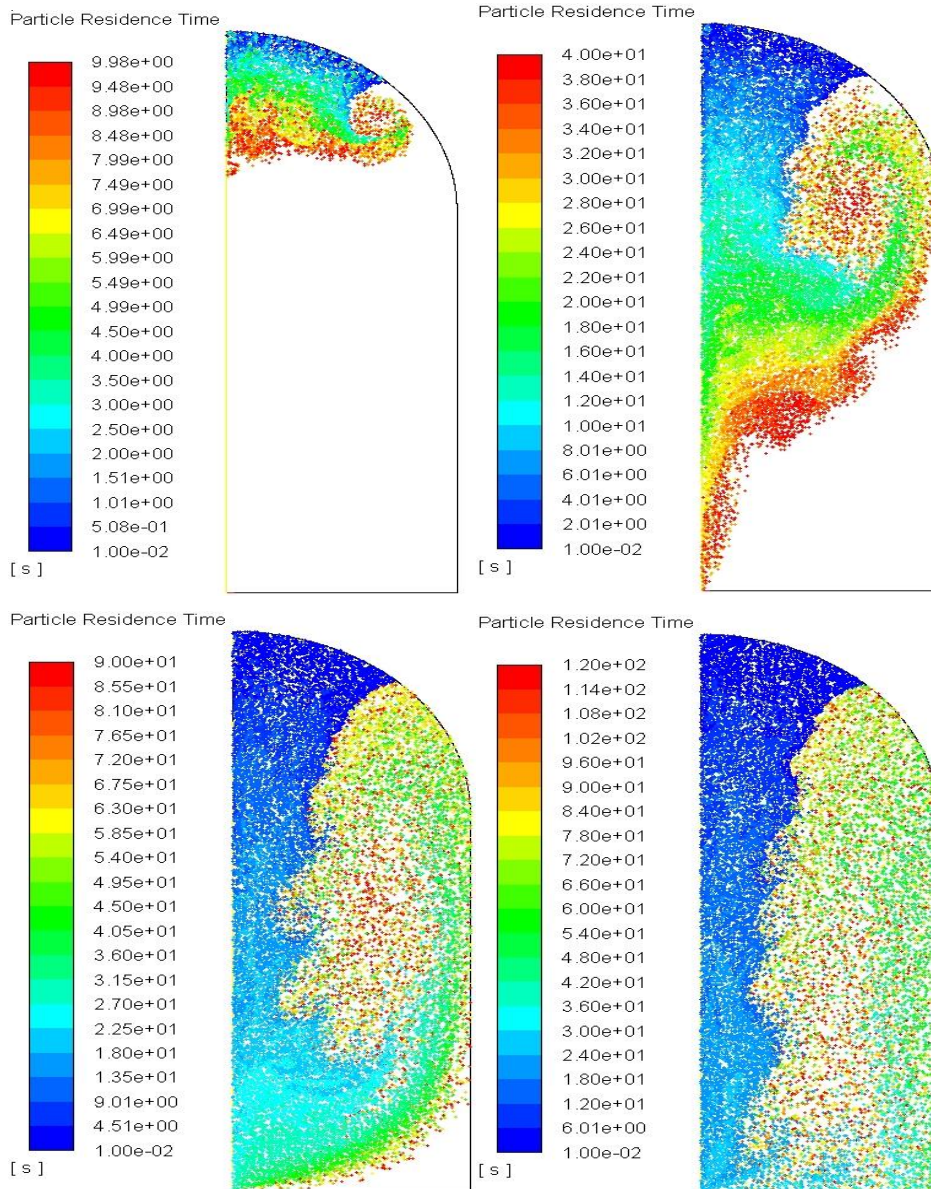 Particle Residence Time
9.98e+00
9.48e+00
8.98e+00
8.48e+00
7.99e+00
7.49e+00
6.99e+00
6.49e+00
5.99e+00
5.49e+00
4.99e+00
4.50e+00
4.00e+00
3.50e+00
3.00e+00
2.50e+00
2.00e+00
1.51e+00
1.01e+00
5.08e-01
1.00e-02
[ s ]
Particle Residence Time
4.00e+01
3.80e+01
3.60e+01
3.40e+01
3.20e+01
3.00e+01
2.80e+01
2.60e+01
2.40e+01
2.20e+01
2.00e+01
1.80e+01
1.60e+01
1.40e+01
1.20e+01
1.00e+01
8.01e+00
6.01e+00
4.01e+00
2.01e+00
1.00e-02
[ s ]
Particle Residence Time
9.00e+01
8.55e+01
8.10e+01
7.65e+01
7.20e+01
6.75e+01
6.30e+01
5.85e+01
5.40e+01
4.95e+01
4.50e+01
4.05e+01
3.60e+01
3.15e+01
2.70e+01
2.25e+01
1.80e+01
1.35e+01
9.01e+00
4.51e+00
1.00e-02
[ s ]
Particle Residence Time
1.20e+02
1.14e+02
1.08e+02
1.02e+02
9.60e+01
9.00e+01
8.40e+01
7.80e+01
7.20e+01
6.60e+01
6.00e+01
5.40e+01
4.80e+01
4.20e+01
3.60e+01
3.00e+01
2.40e+01
1.80e+01
1.20e+01
6.01e+00
1.00e-02
[ s ]